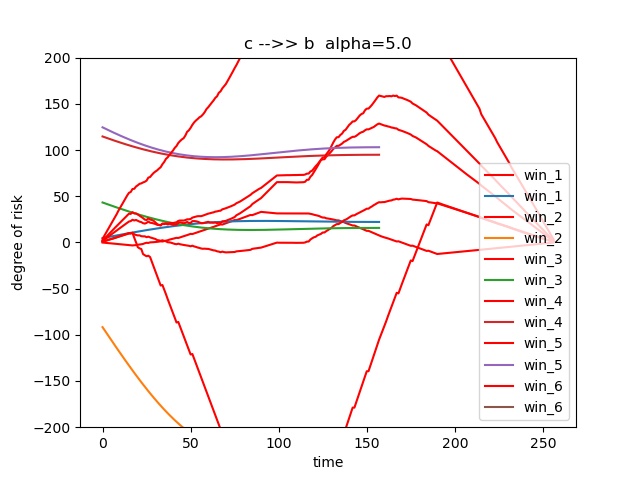 c -->> b  alpha=5.0
degree of risk
200
150
100
50
0
−50
−100
−150
−200
0
50
100
150
200
250
time
win_1
win_1
win_2
win_2
win_3
win_3
win_4
win_4
win_5
win_5
win_6
win_6